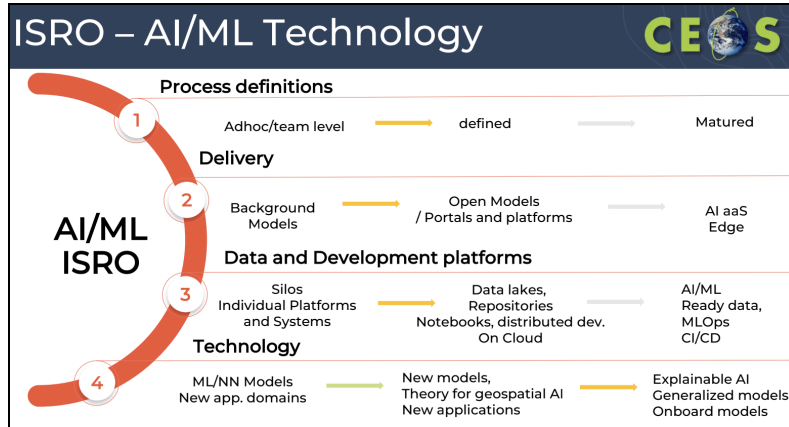 ISRO – AI/ML Technology
CEOS
Process definitions
1
Adhoc/team level
defined
Matured
Delivery
2
Background
Models
Open Models
/ Portals and platforms
AI aaS
Edge
AI/ML
ISRO
Data and Development platforms
3
Silos
Individual Platforms
and Systems
Data lakes,
Repositories
Notebooks, distributed dev.
On Cloud
AI/ML
Ready data,
MLOps
CI/CD
Technology
4
ML/NN Models
New app. domains
New models,
Theory for geospatial AI
New applications
Explainable AI
Generalized models
Onboard models